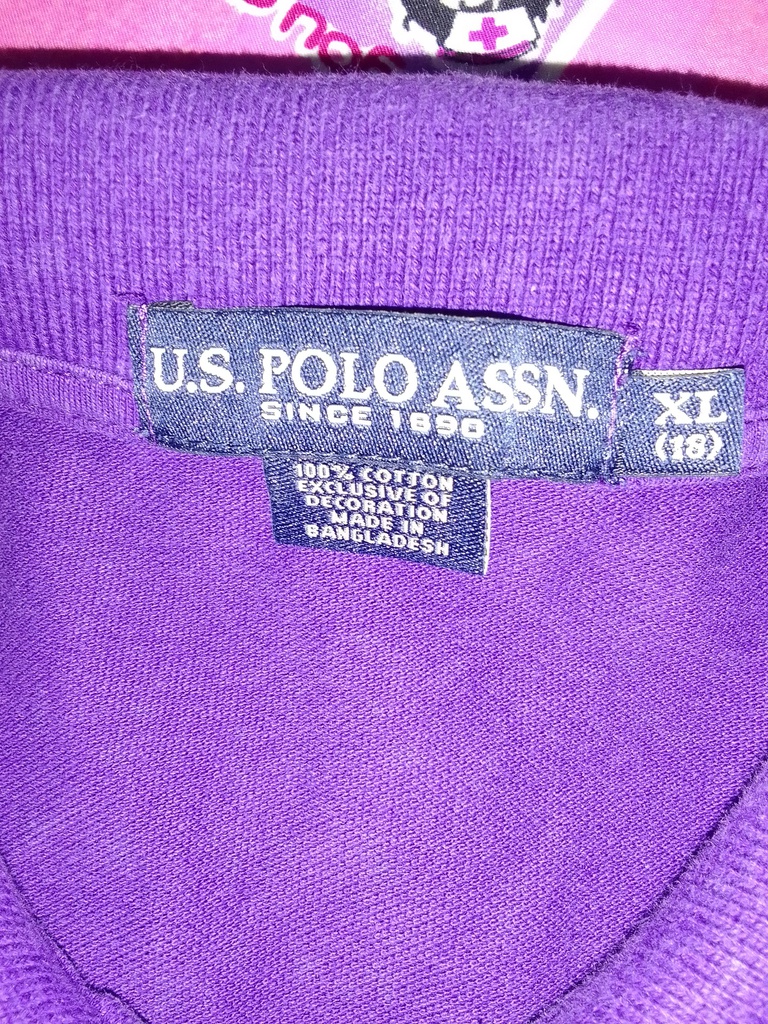 U.S. POLO ASSN.
SINCE 1890
XL
(18)
100% COTTON
EXCLUSIVE OF
DECORATION
MADE IN
BANGLADESH